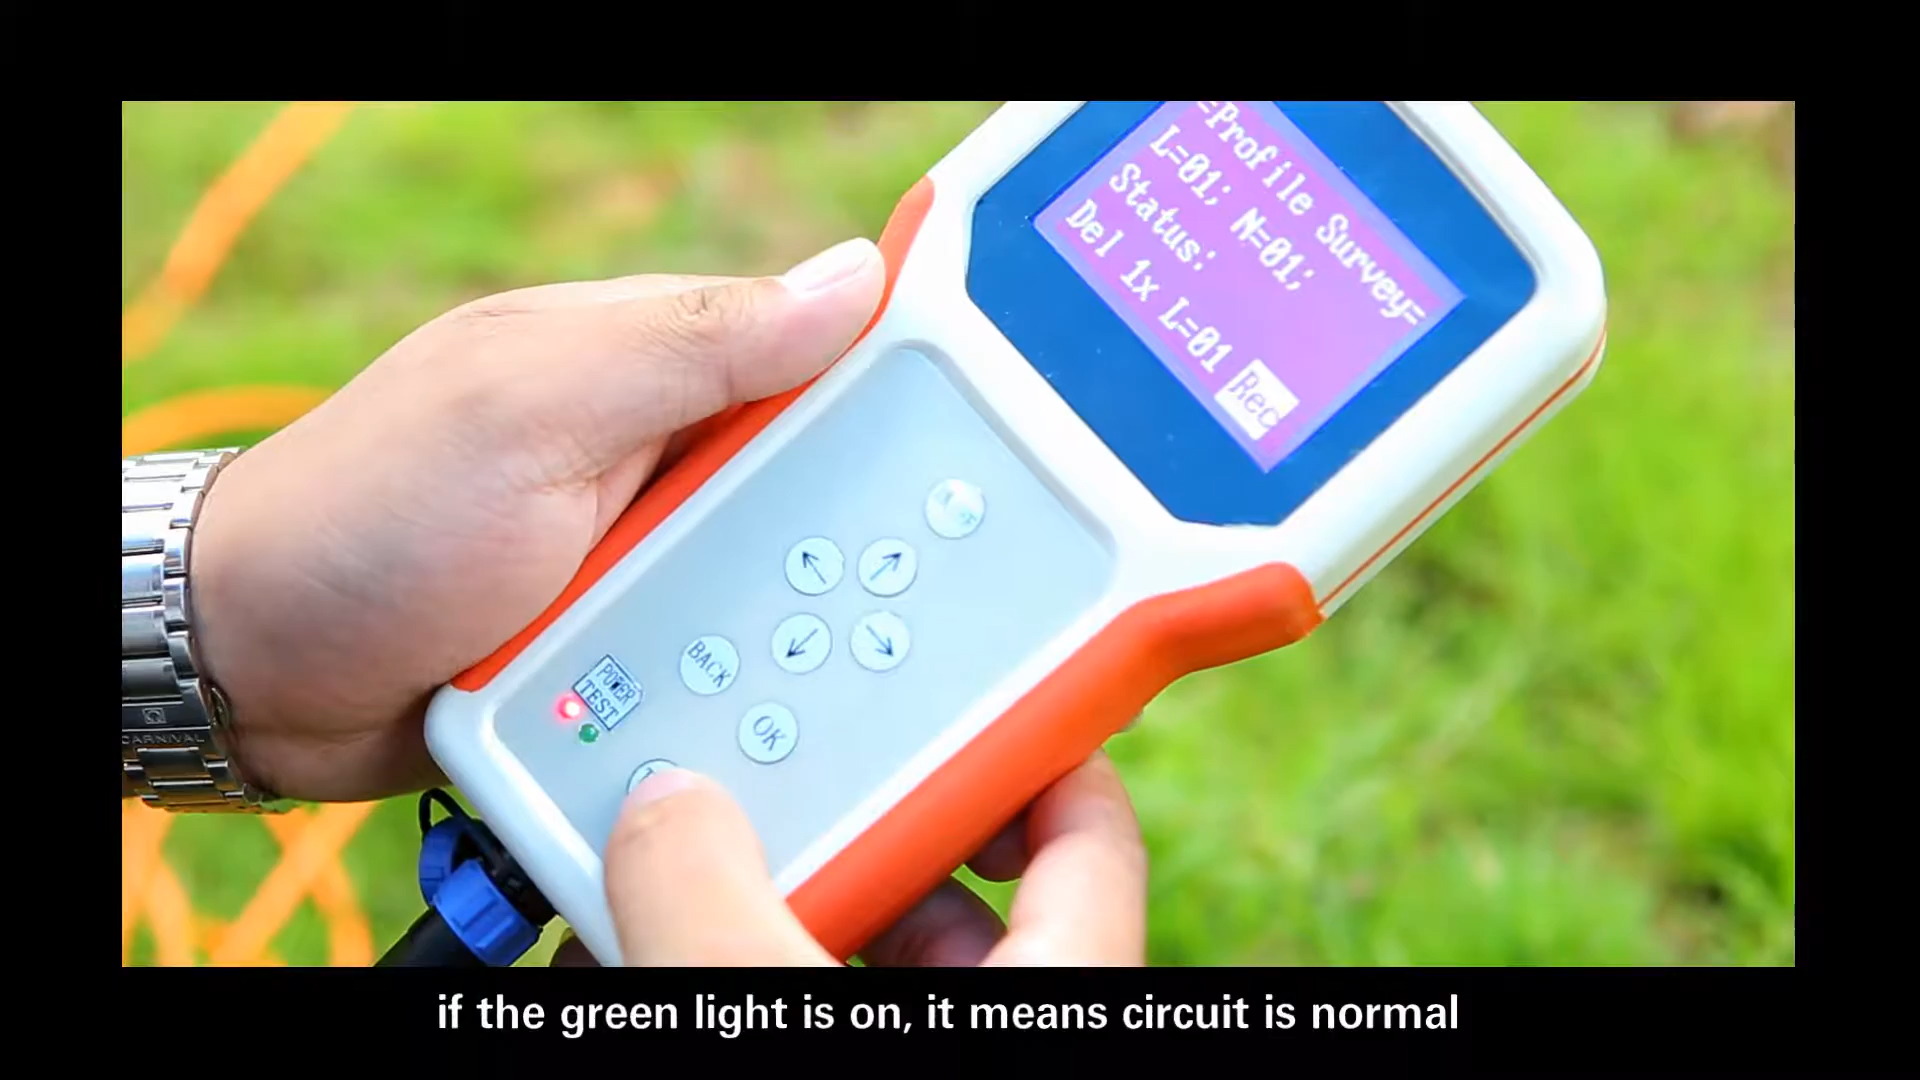 =Profile Survey=
L=01; N=01;
Status:
Del 1x L=01 Rec
BACK
OK
POWER
TEST
CARNIVAL
if the green light is on, it means circuit is normal